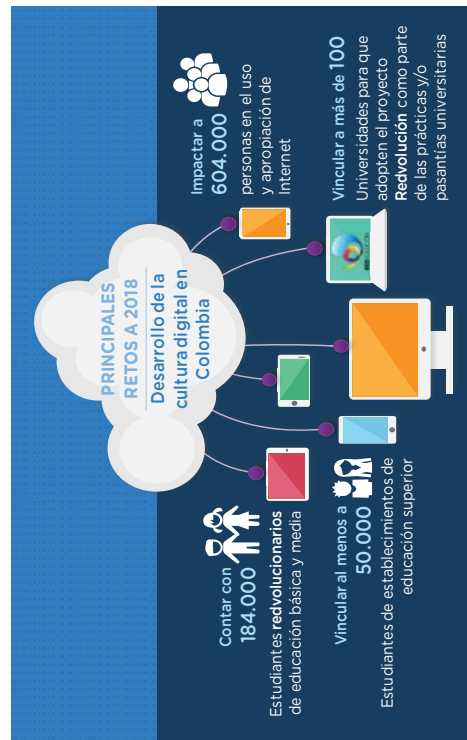 PRINCIPALES
RETOS A 2018
Desarrollo de la
cultura digital en
Colombia
Contar con
184.000
Estudiantes redvolucionarios
de educación básica y media
Vincular al menos a
50.000
Estudiantes de establecimientos de
educación superior
Impactar a
604.000
personas en el uso
y apropiación de
Internet
Vincular a más de 100
Universidades para que
adopten el proyecto
Redvolución como parte
de las prácticas y/o
pasantías universitarias